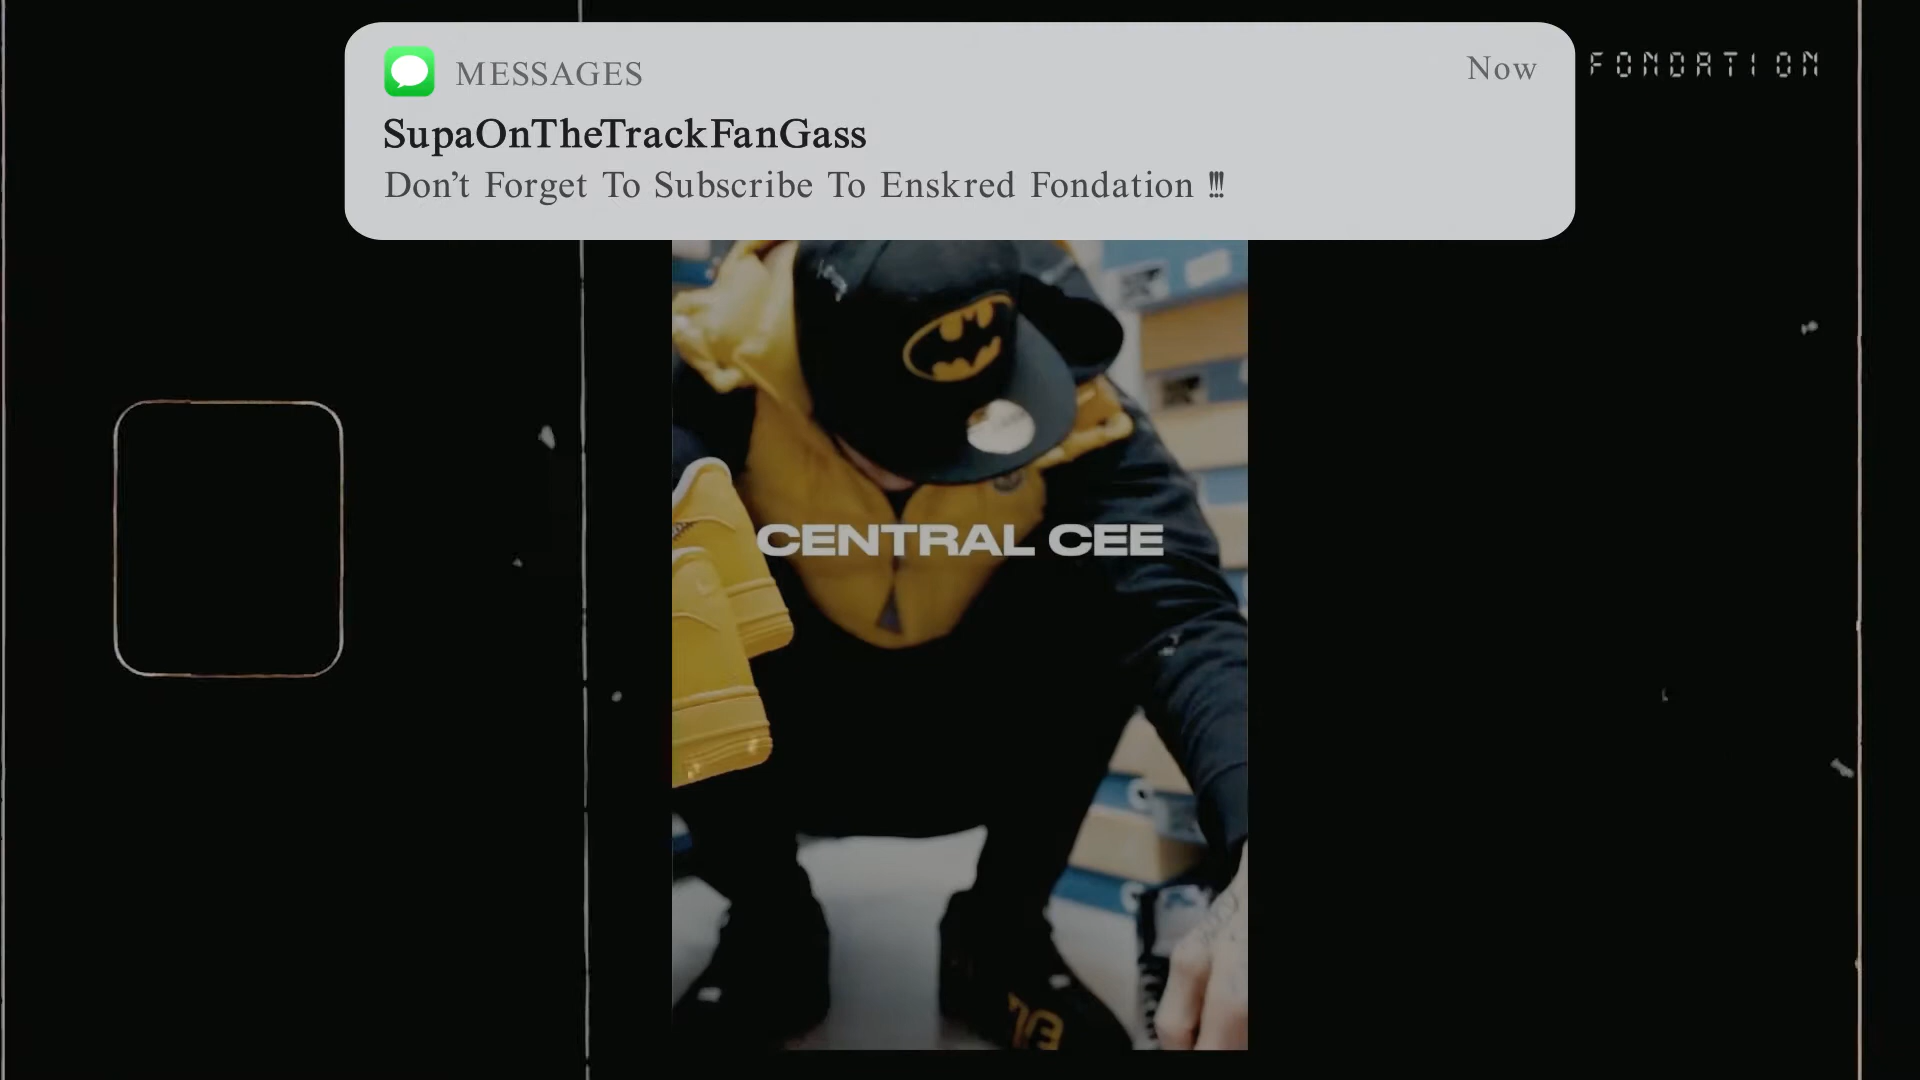 MESSAGES
Now
FONDATION
SupaOnTheTrackFanGass
Don’t Forget To Subscribe To Enskred Fondation !!!
CENTRAL CEE